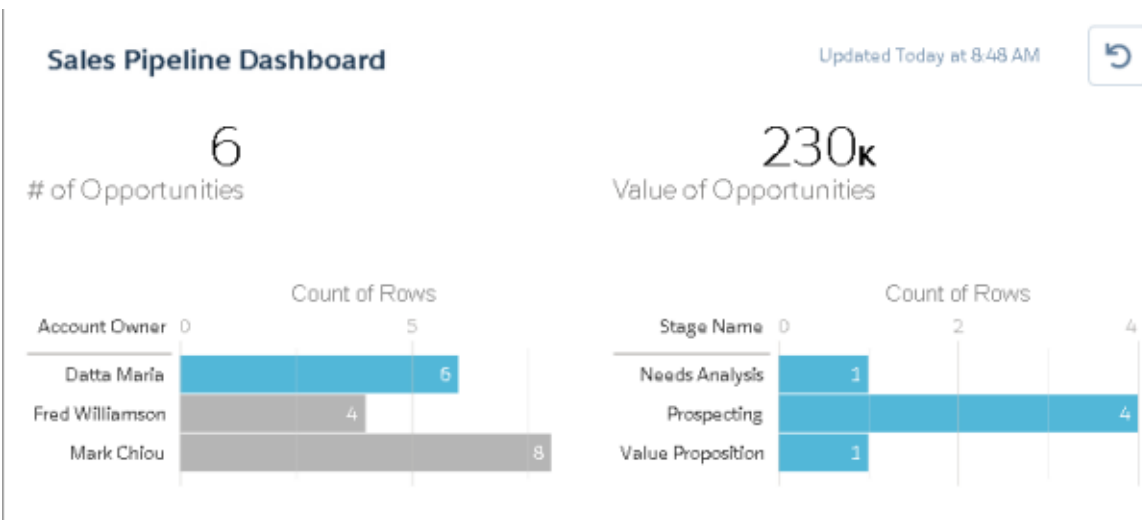 Sales Pipeline Dashboard
Updated Today at 8:48 AM
6
# of Opportunities
230K
Value of Opportunities
Count of Rows
Account Owner 0 5
Datta Maria 6
Fred Williamson 4
Mark Chiou 8
Count of Rows
Stage Name 0 2 4
Needs Analysis 1
Prospecting 4
Value Proposition 1